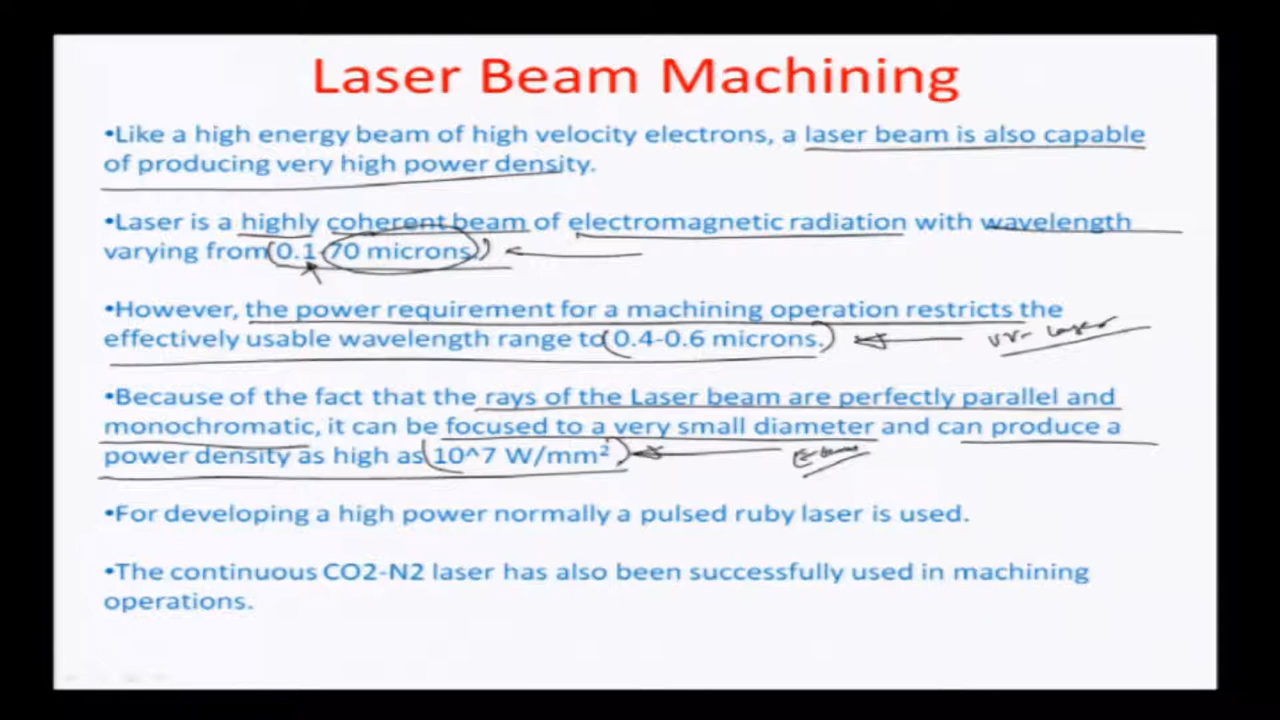 Laser Beam Machining
•Like a high energy beam of high velocity electrons, a laser beam is also capable
of producing very high power density.
•Laser is a highly coherent beam of electromagnetic radiation with wavelength
varying from (0.1-70 microns.)
•However, the power requirement for a machining operation restricts the
effectively usable wavelength range to (0.4-0.6 microns.)
UV- Laser
•Because of the fact that the rays of the Laser beam are perfectly parallel and
monochromatic, it can be focused to a very small diameter and can produce a
power density as high as (10^7 W/mm²)
•For developing a high power normally a pulsed ruby laser is used.
•The continuous CO2-N2 laser has also been successfully used in machining
operations.